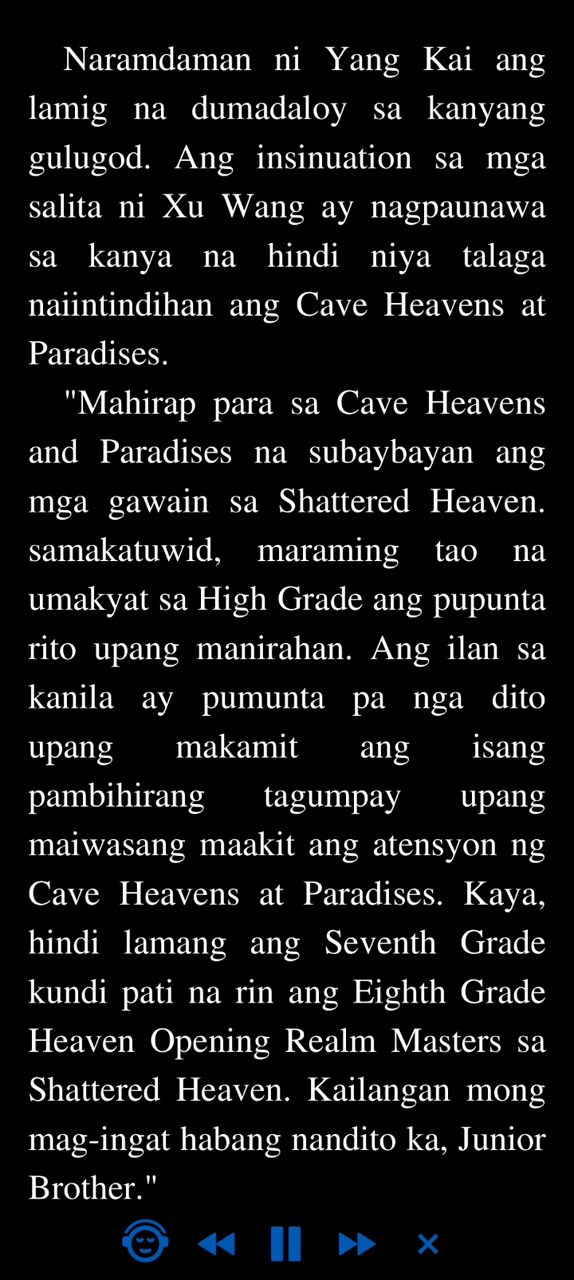 Naramdaman ni Yang Kai ang
lamig na dumadaloy sa kanyang
gulugod. Ang insinuation sa mga
salita ni Xu Wang ay nagpaunawa
sa kanya na hindi niya talaga
naiintindihan ang Cave Heavens at
Paradises.
"Mahirap para sa Cave Heavens
and Paradises na subaybayan ang
mga gawain sa Shattered Heaven.
samakatuwid, maraming tao na
umakyat sa High Grade ang pupunta
rito upang manirahan. Ang ilan sa
kanila ay pumunta pa nga dito
upang makamit ang isang
pambihirang tagumpay upang
maiwasang maakit ang atensyon ng
Cave Heavens at Paradises. Kaya,
hindi lamang ang Seventh Grade
kundi pati na rin ang Eighth Grade
Heaven Opening Realm Masters sa
Shattered Heaven. Kailangan mong
mag-ingat habang nandito ka, Junior
Brother."